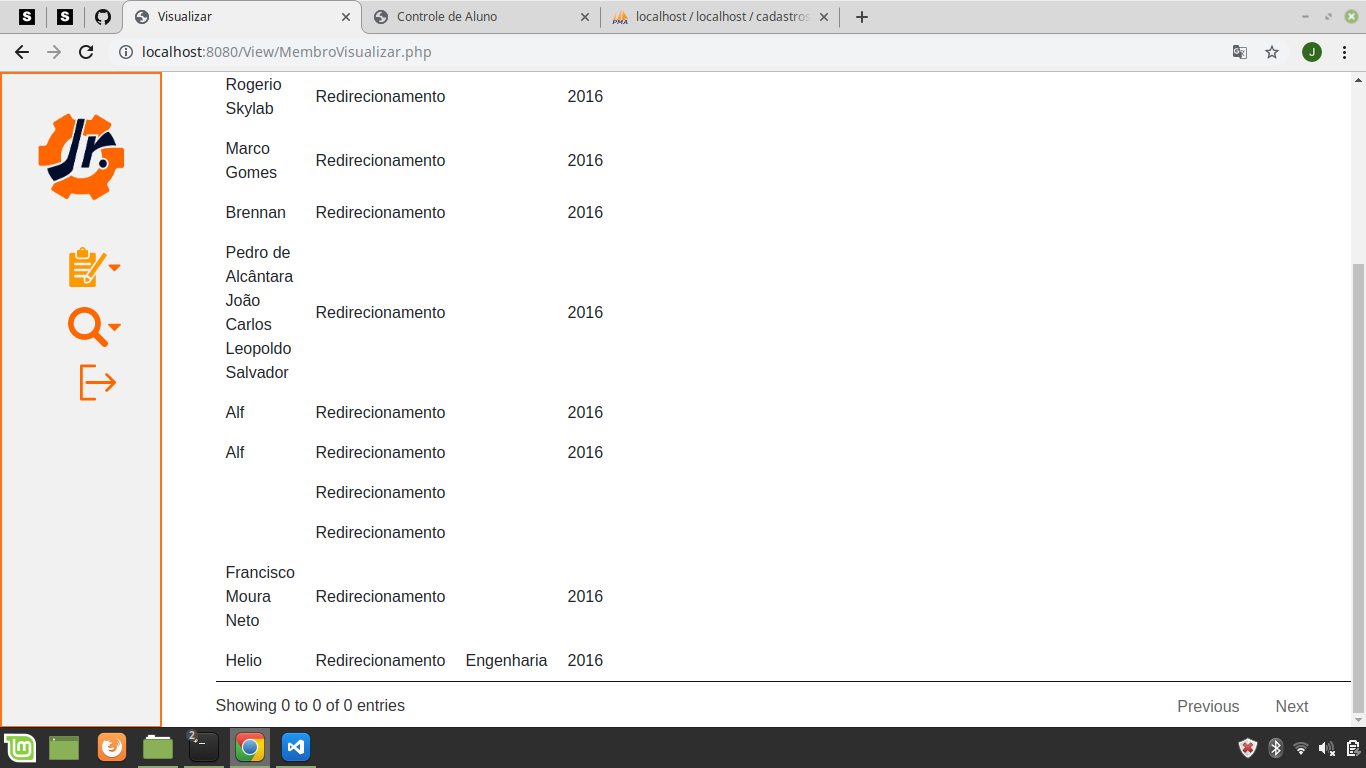 Visualizar
Controle de Aluno
localhost / localhost / cadastros
localhost:8080/View/MembroVisualizar.php
J
Jr.
Rogerio
Skylab
Redirecionamento
2016
Marco
Gomes
Redirecionamento
2016
Brennan
Redirecionamento
2016
Pedro de
Alcântara
João
Carlos
Leopoldo
Salvador
Redirecionamento
2016
Alf
Redirecionamento
2016
Alf
Redirecionamento
2016
Redirecionamento
Redirecionamento
Francisco
Moura
Neto
Redirecionamento
2016
Helio
Redirecionamento
Engenharia
2016
Showing 0 to 0 of 0 entries
Previous
Next
2